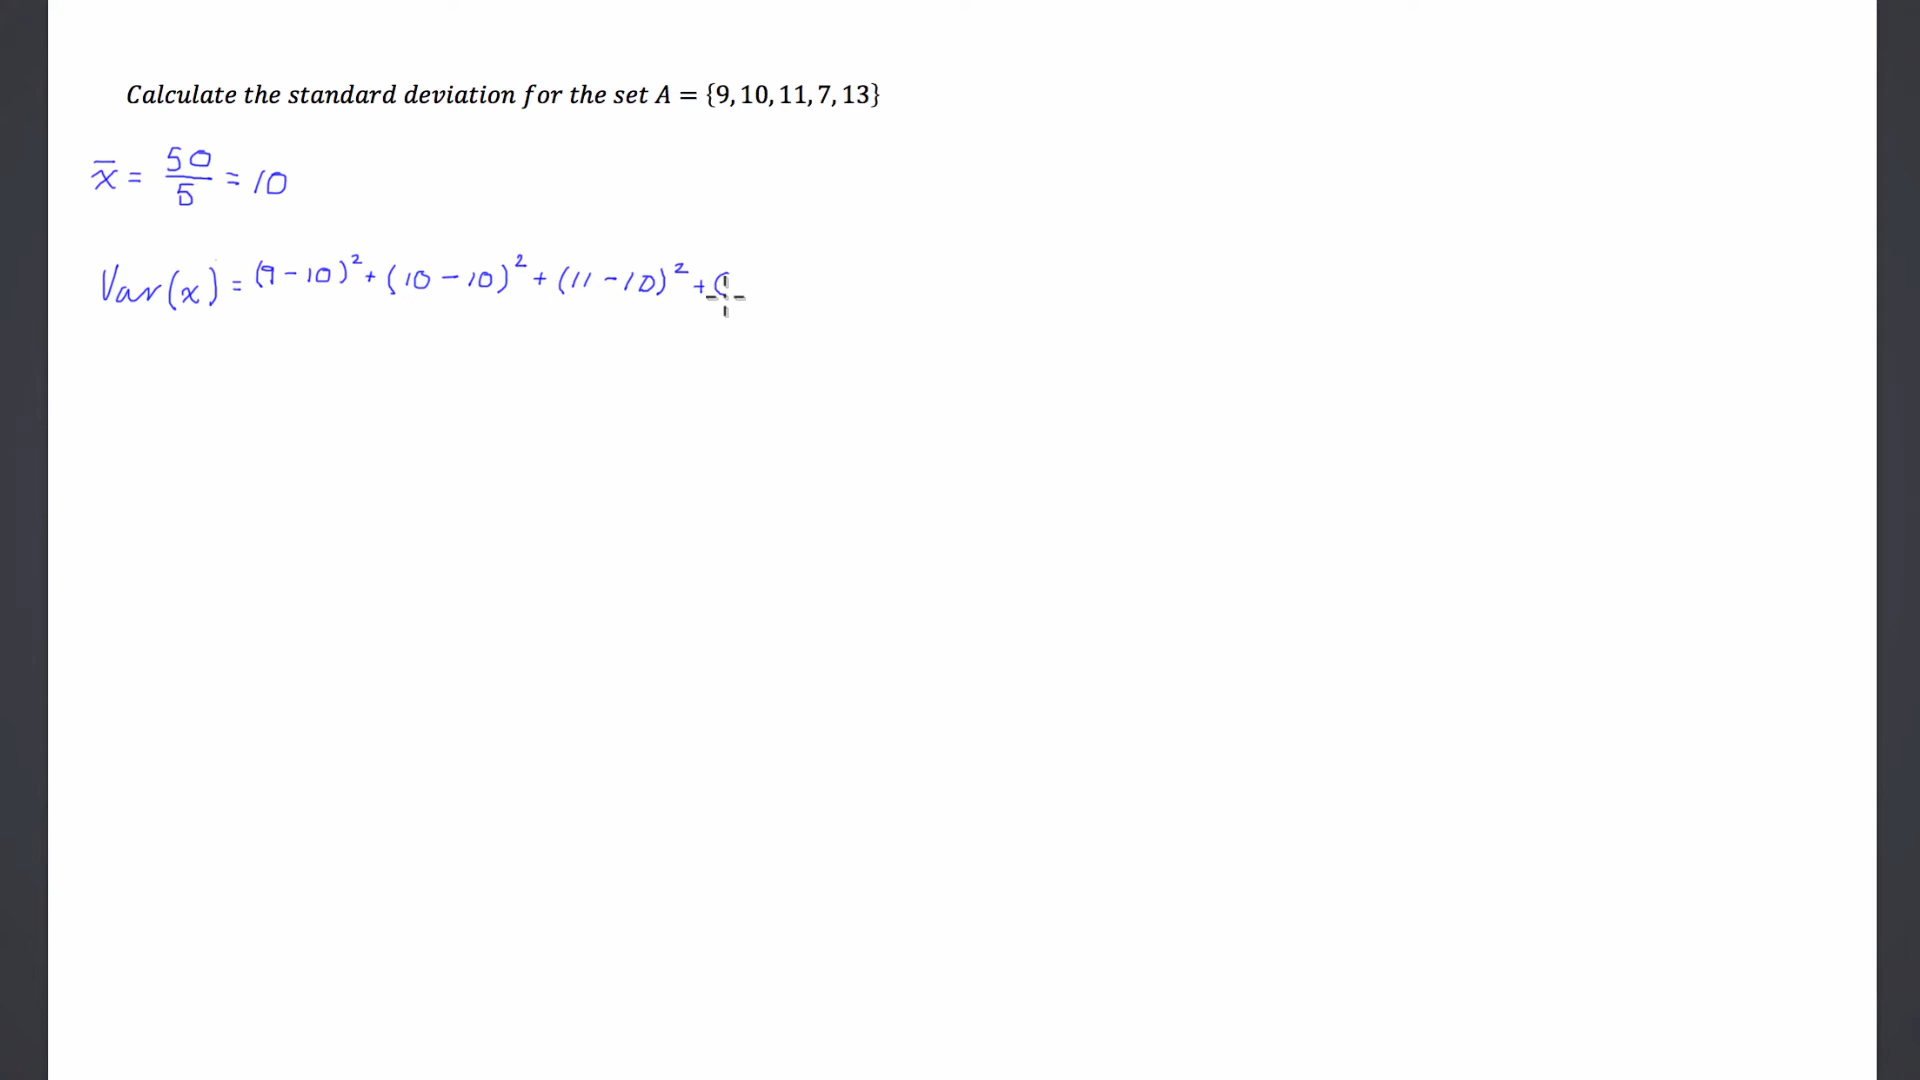 Calculate the standard deviation for the set A = {9, 10, 11, 7, 13}
x̄ = 50/5 = 10
Var(x) = (9 - 10)² + (10 - 10)² + (11 - 10)² + (